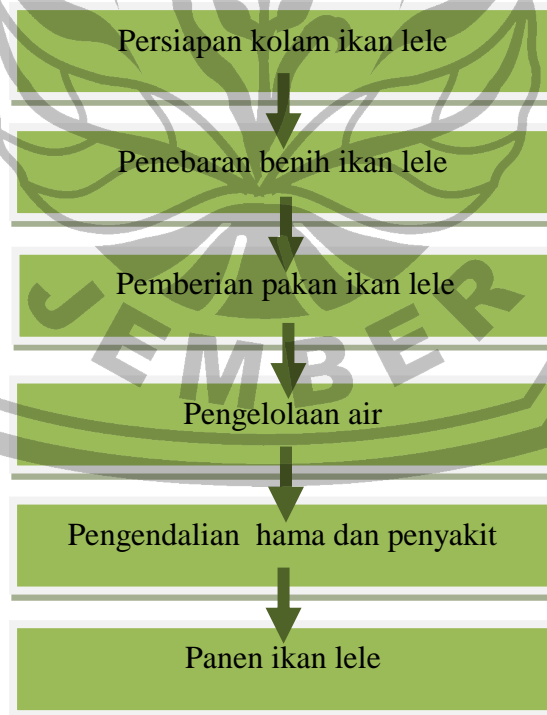 Persiapan kolam ikan lele
Penebaran benih ikan lele
Pemberian pakan ikan lele
JEMBER
Pengelolaan air
Pengendalian hama dan penyakit
Panen ikan lele